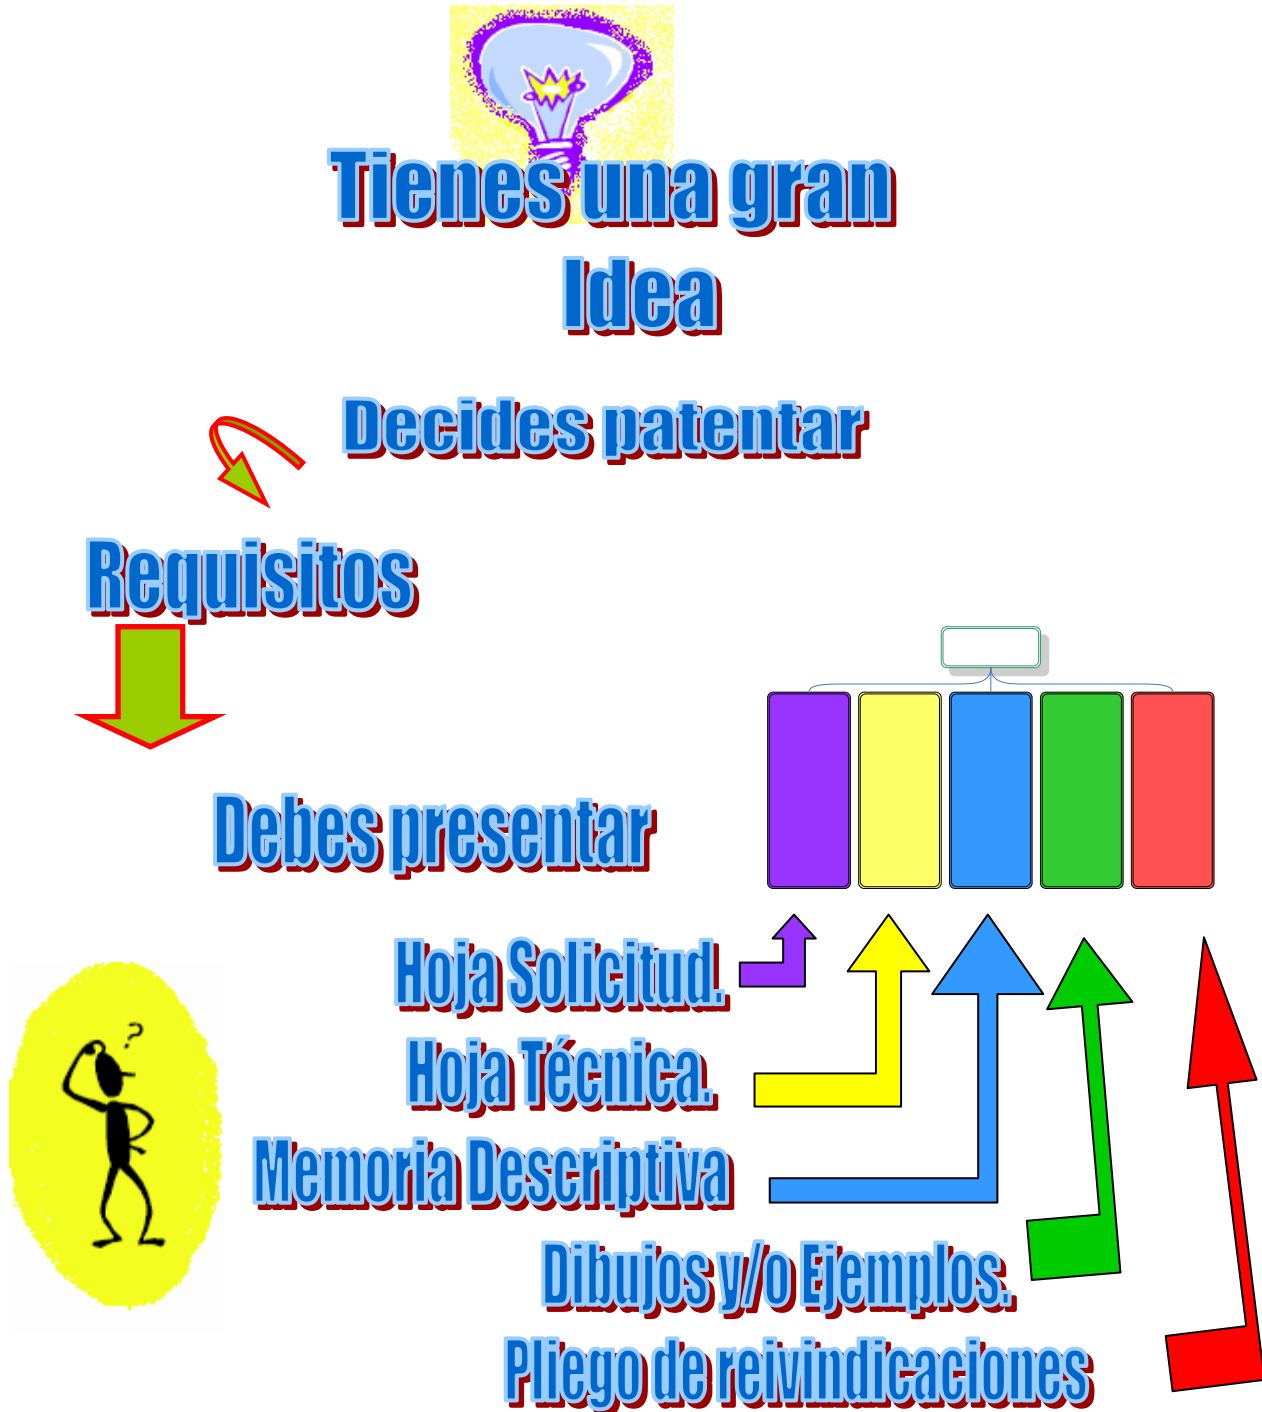 Tienes una gran
Idea
Decides patentar
Requisitos
Debes presentar
Hoja Solicitud.
Hoja Técnica.
?
Memoria Descriptiva
Dibujos y/o Ejemplos.
Pliego de reivindicaciones